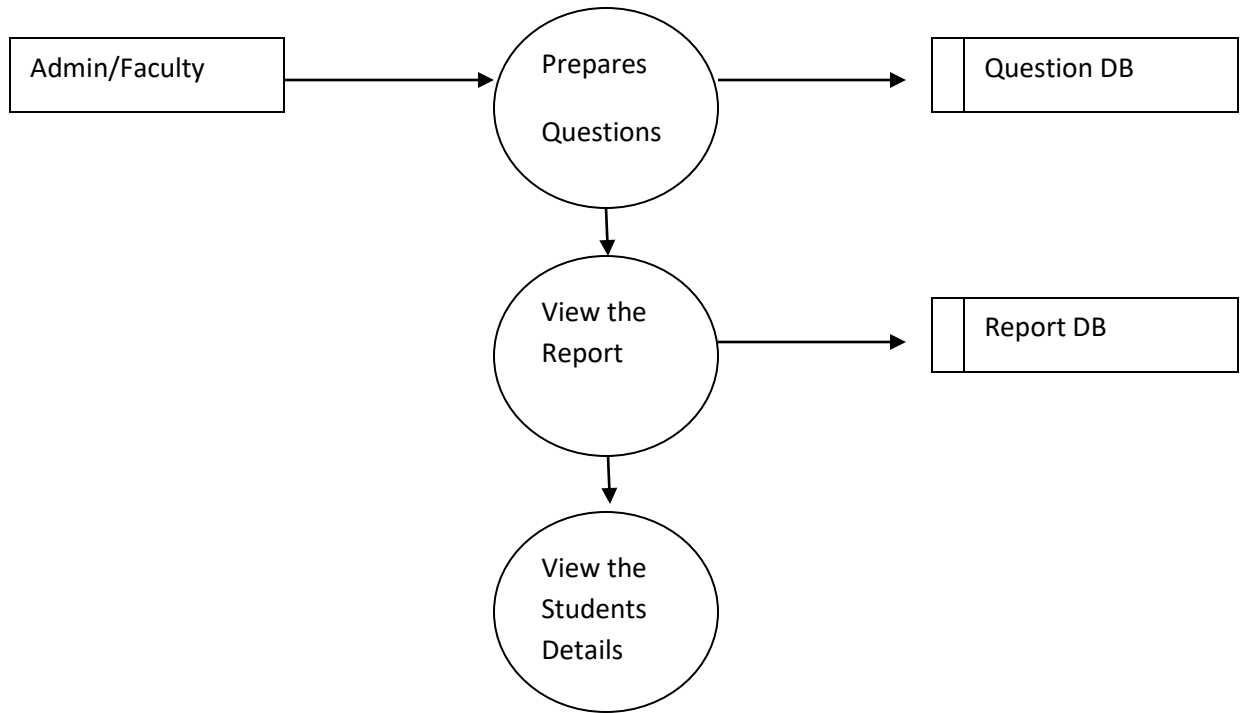 Admin/Faculty
Prepares
Questions
Question DB
View the
Report
Report DB
View the
Students
Details